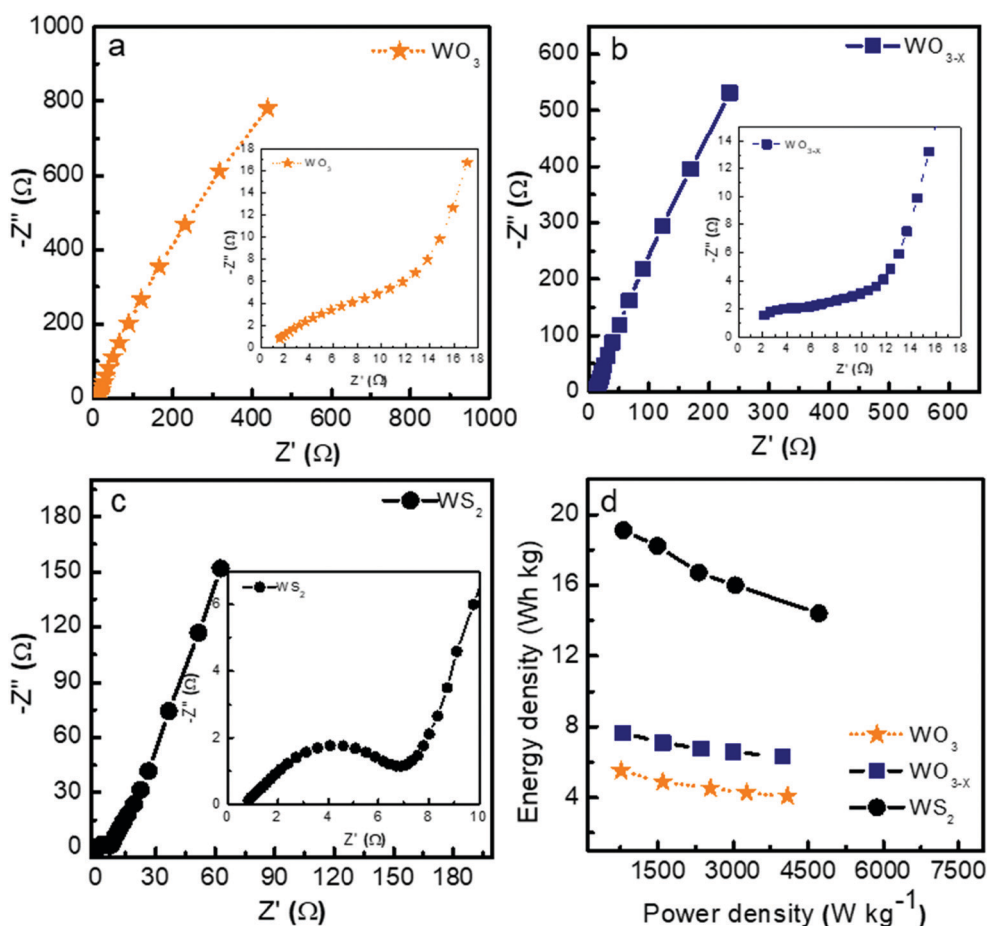 a
WO3
1000
800
600
400
200
0
-Z" (Ω)
0 200 400 600 800 1000
Z' (Ω)
WO3
18
16
14
12
10
8
6
4
2
0
-Z" (Ω)
0 2 4 6 8 10 12 14 16 18
Z' (Ω)
b
WO3-X
600
500
400
300
200
100
0
-Z" (Ω)
0 100 200 300 400 500 600
Z' (Ω)
WO3-X
14
12
10
8
6
4
2
0
-Z" (Ω)
0 2 4 6 8 10 12 14 16 18
Z' (Ω)
c
WS2
180
150
120
90
60
30
0
-Z" (Ω)
0 30 60 90 120 150 180
Z' (Ω)
WS2
6
4
2
0
-Z" (Ω)
0 2 4 6 8 10
Z' (Ω)
d
20
16
12
8
4
Energy density (Wh kg)
WO3
WO3-X
WS2
1500 3000 4500 6000 7500
Power density (W kg-1)